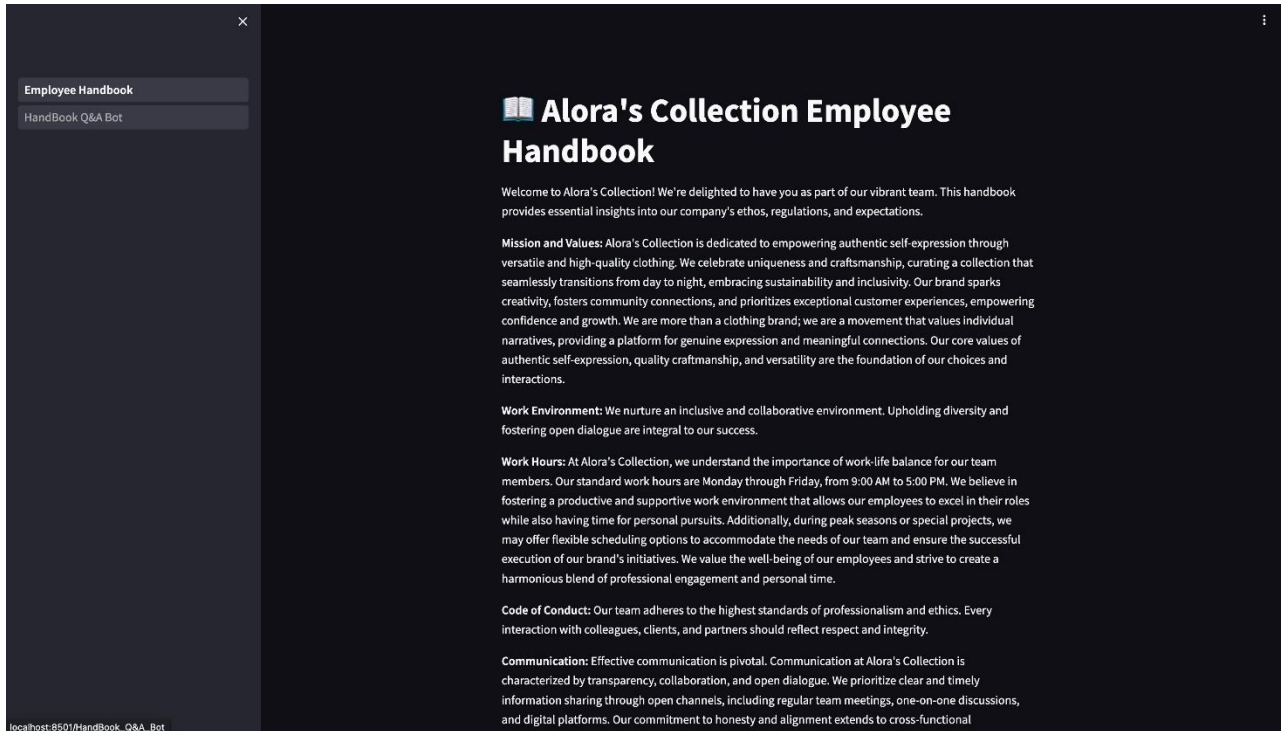 Employee Handbook
HandBook Q&A Bot
📖 Alora's Collection Employee
Handbook
Welcome to Alora's Collection! We're delighted to have you as part of our vibrant team. This handbook
provides essential insights into our company's ethos, regulations, and expectations.
Mission and Values: Alora's Collection is dedicated to empowering authentic self-expression through
versatile and high-quality clothing. We celebrate uniqueness and craftsmanship, curating a collection that
seamlessly transitions from day to night, embracing sustainability and inclusivity. Our brand sparks
creativity, fosters community connections, and prioritizes exceptional customer experiences, empowering
confidence and growth. We are more than a clothing brand; we are a movement that values individual
narratives, providing a platform for genuine expression and meaningful connections. Our core values of
authentic self-expression, quality craftmanship, and versatility are the foundation of our choices and
interactions.
Work Environment: We nurture an inclusive and collaborative environment. Upholding diversity and
fostering open dialogue are integral to our success.
Work Hours: At Alora's Collection, we understand the importance of work-life balance for our team
members. Our standard work hours are Monday through Friday, from 9:00 AM to 5:00 PM. We believe in
fostering a productive and supportive work environment that allows our employees to excel in their roles
while also having time for personal pursuits. Additionally, during peak seasons or special projects, we
may offer flexible scheduling options to accommodate the needs of our team and ensure the successful
execution of our brand's initiatives. We value the well-being of our employees and strive to create a
harmonious blend of professional engagement and personal time.
Code of Conduct: Our team adheres to the highest standards of professionalism and ethics. Every
interaction with colleagues, clients, and partners should reflect respect and integrity.
Communication: Effective communication is pivotal. Communication at Alora's Collection is
characterized by transparency, collaboration, and open dialogue. We prioritize clear and timely
information sharing through open channels, including regular team meetings, one-on-one discussions,
and digital platforms. Our commitment to honesty and alignment extends to cross-functional
localhost:8501/HandBook_Q&A_Bot